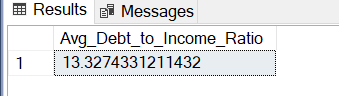 Results Messages
Avg_Debt_to_Income_Ratio
1 13.3274331211432